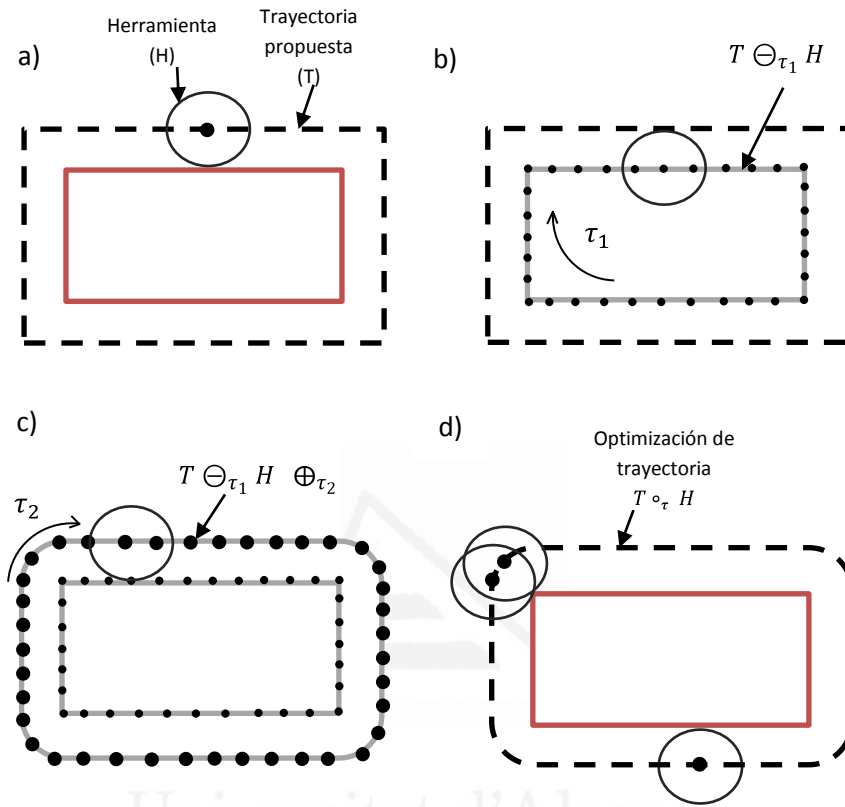 a)
Herramienta
(H)
Trayectoria
propuesta
(T)
b)
T ⊖τ₁ H
τ₁
c)
T ⊖τ₁ H ⊕τ₂
τ₂
d)
Optimización de
trayectoria
T ∘τ H